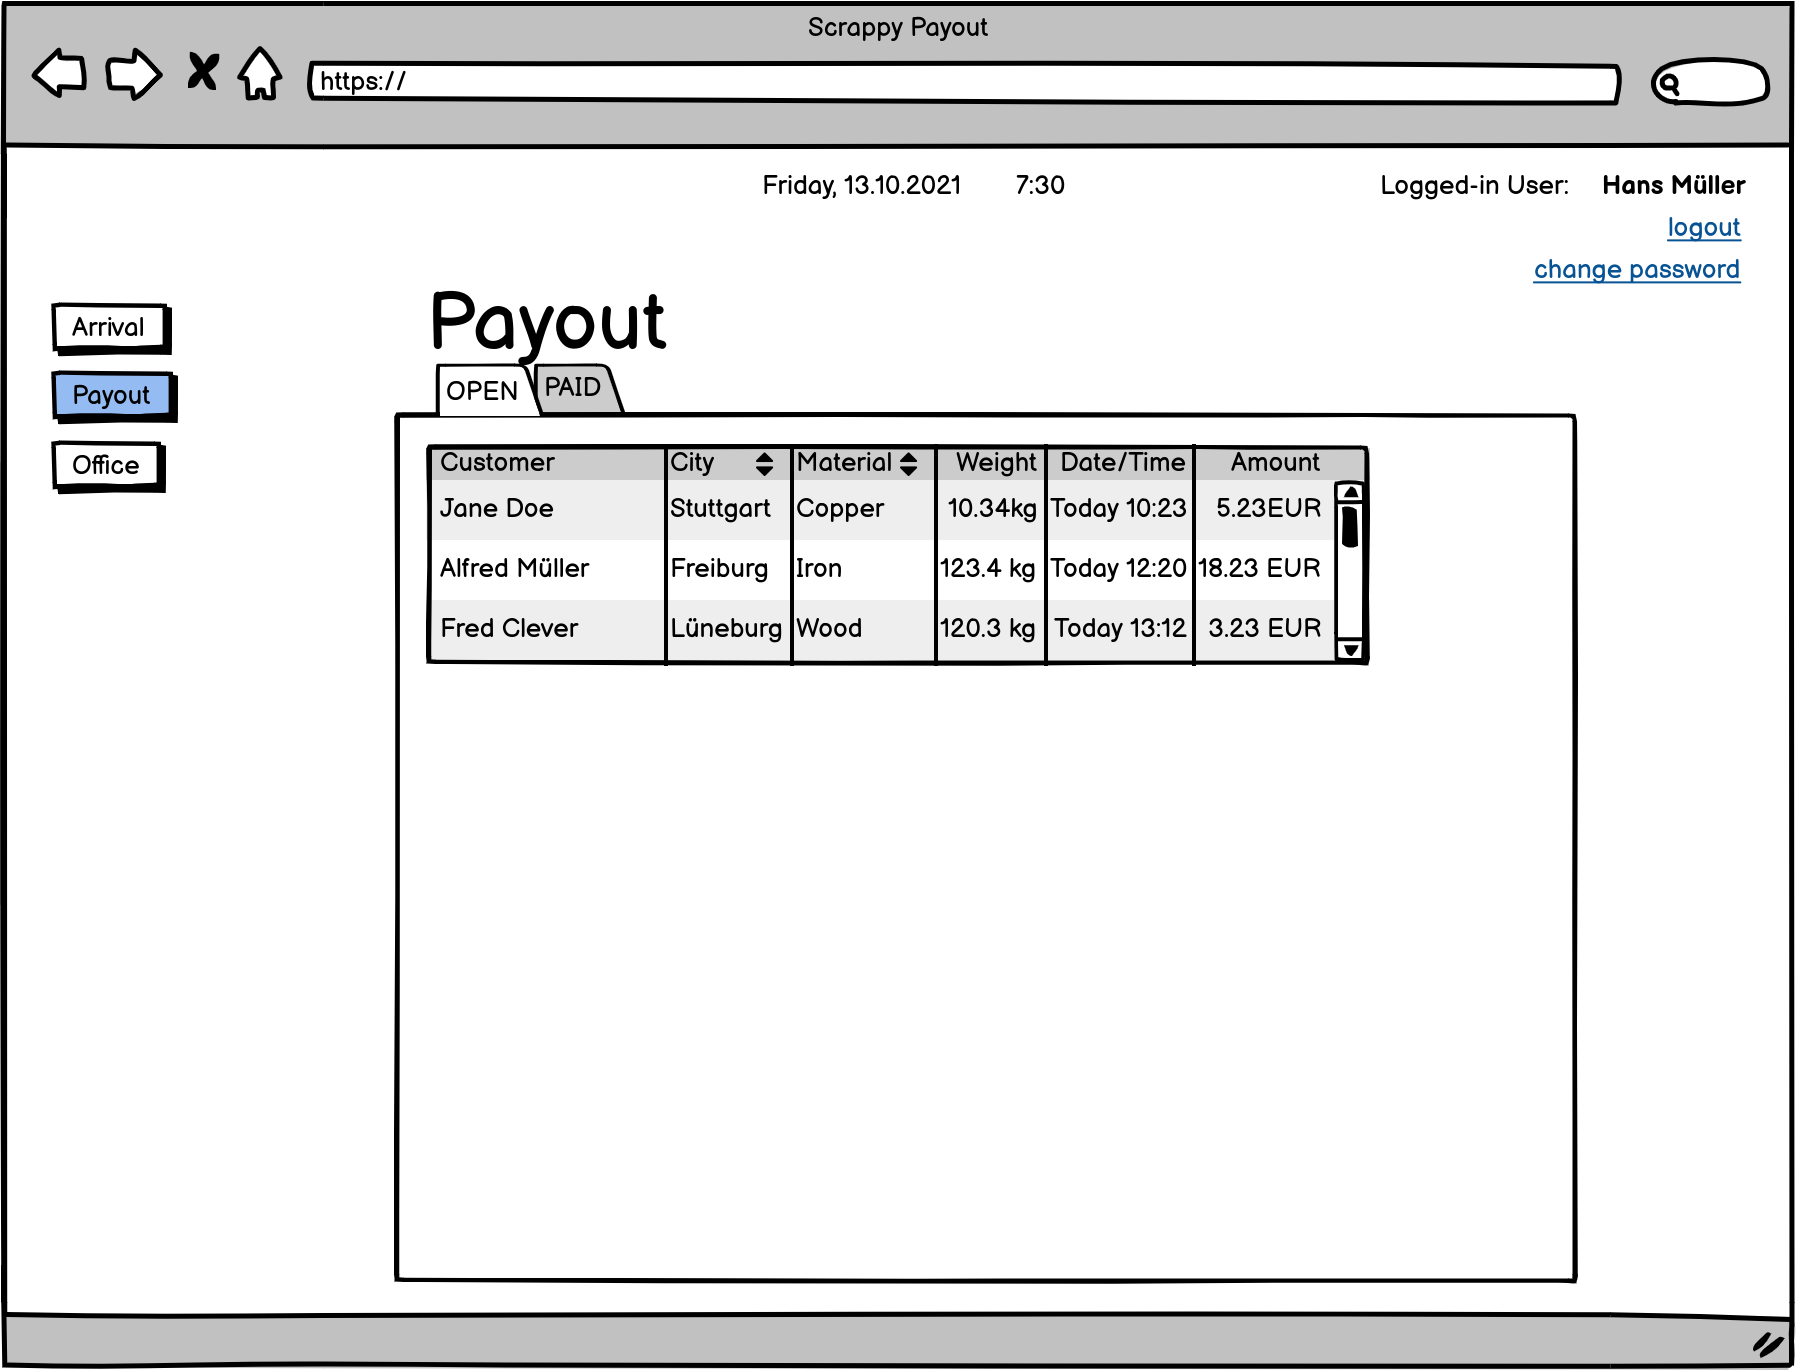 Scrappy Payout
https://
Friday, 13.10.2021 7:30 Logged-in User: Hans Müller
logout
change password
Arrival
Payout
Office
Payout
OPEN PAID
Customer City Material Weight Date/Time Amount
Jane Doe Stuttgart Copper 10.34kg Today 10:23 5.23EUR
Alfred Müller Freiburg Iron 123.4 kg Today 12:20 18.23 EUR
Fred Clever Lüneburg Wood 120.3 kg Today 13:12 3.23 EUR